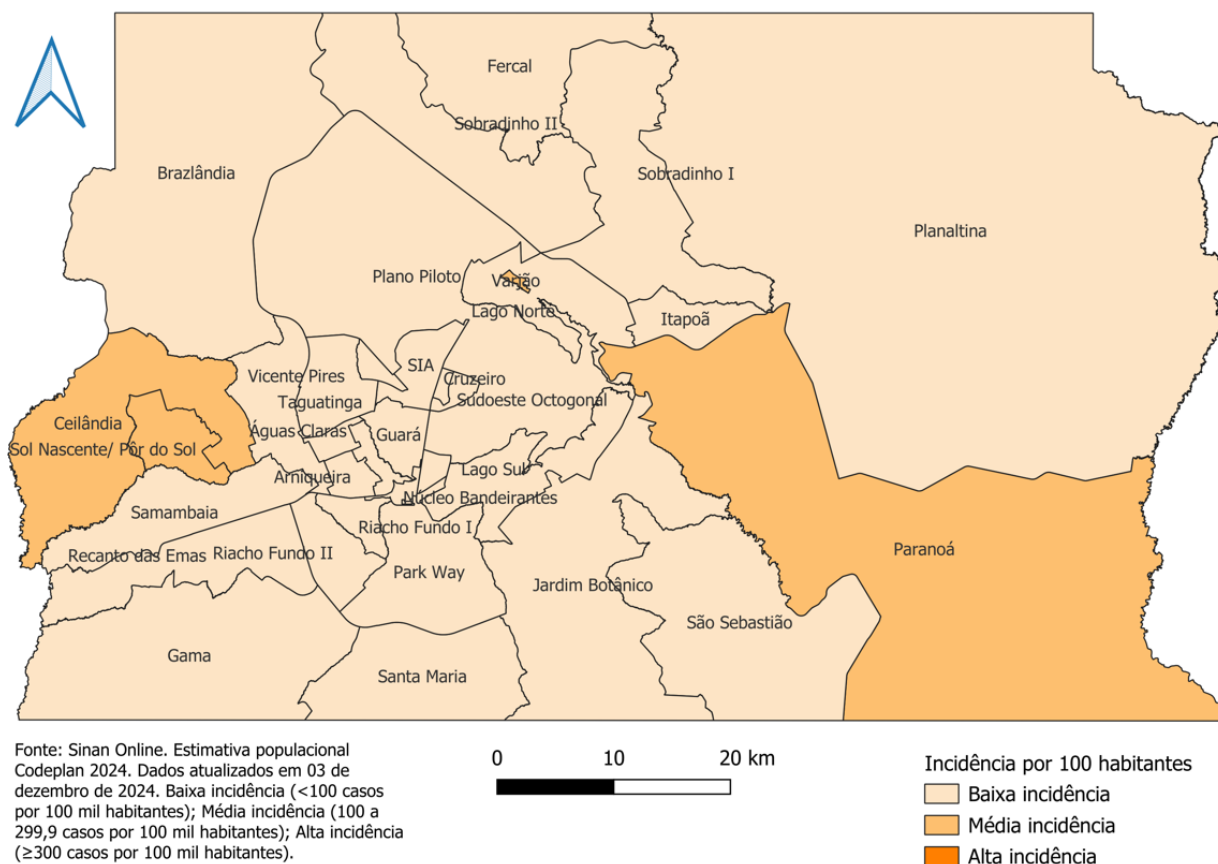 Fercal
Sobradinho II
Brazlândia
Sobradinho I
Planaltina
Plano Piloto
Varjão
Lago Norte
Itapoã
SIA
Vicente Pires
Cruzeiro
Taguatinga
Sudoeste Octogonal
Ceilândia
Águas Claras
Guará
Sol Nascente/ Pôr do Sol
Lago Sul
Arniqueira
Núcleo Bandeirantes
Samambaia
Riacho Fundo I
Recanto das Emas
Riacho Fundo II
Paranoá
Park Way
Jardim Botânico
São Sebastião
Gama
Santa Maria
Fonte: Sinan Online. Estimativa populacional
Codeplan 2024. Dados atualizados em 03 de
dezembro de 2024. Baixa incidência (<100 casos
por 100 mil habitantes); Média incidência (100 a
299,9 casos por 100 mil habitantes); Alta incidência
(≥300 casos por 100 mil habitantes).
0 10 20 km
Incidência por 100 habitantes
Baixa incidência
Média incidência
Alta incidência